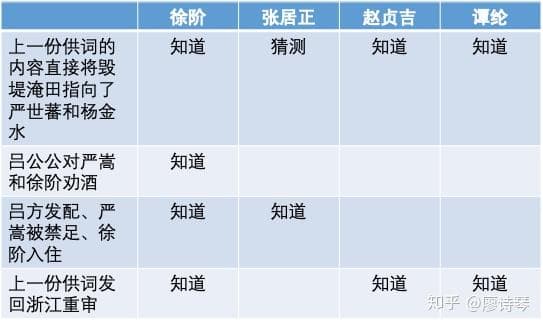 徐阶 张居正 赵贞吉 谭纶
上一份供词的 知道 猜测 知道 知道
内容直接将毁
堤淹田指向了
严世蕃和杨金
水
吕公公对严嵩 知道
和徐阶劝酒
吕方发配、严 知道 知道
嵩被禁足、徐
阶入住
上一份供词发 知道 知道 知道
回浙江重审
知乎 @廖诗琴